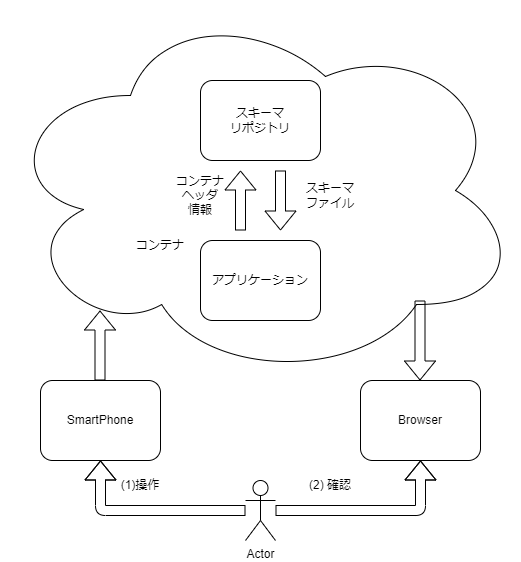 スキーマ
リポジトリ
コンテナ
ヘッダ
情報
スキーマ
ファイル
コンテナ
アプリケーション
SmartPhone
Browser
(1)操作
(2) 確認
Actor